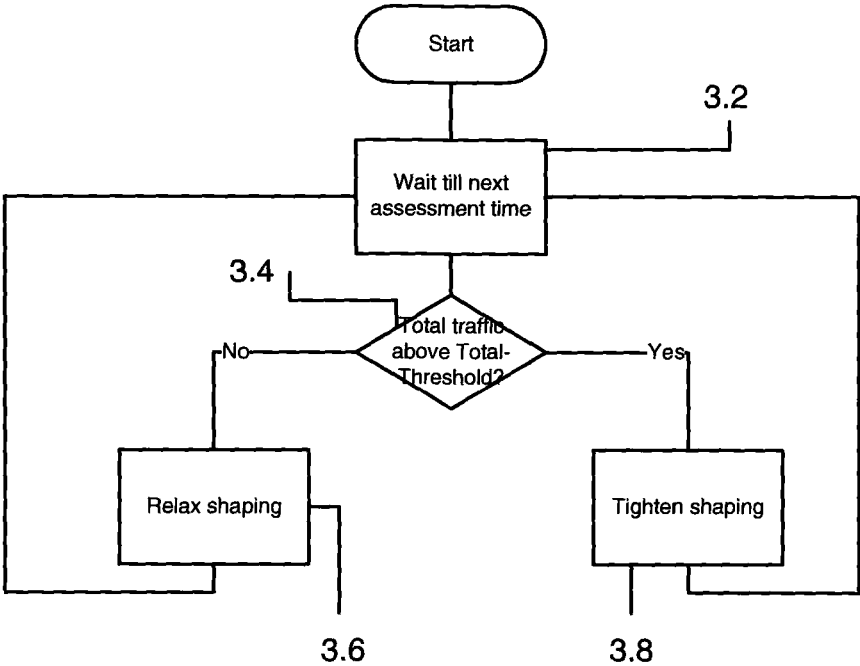 Start
3.2
Wait till next
assessment time
3.4
Total traffic
above Total-
Threshold?
No
Yes
Relax shaping
Tighten shaping
3.6
3.8